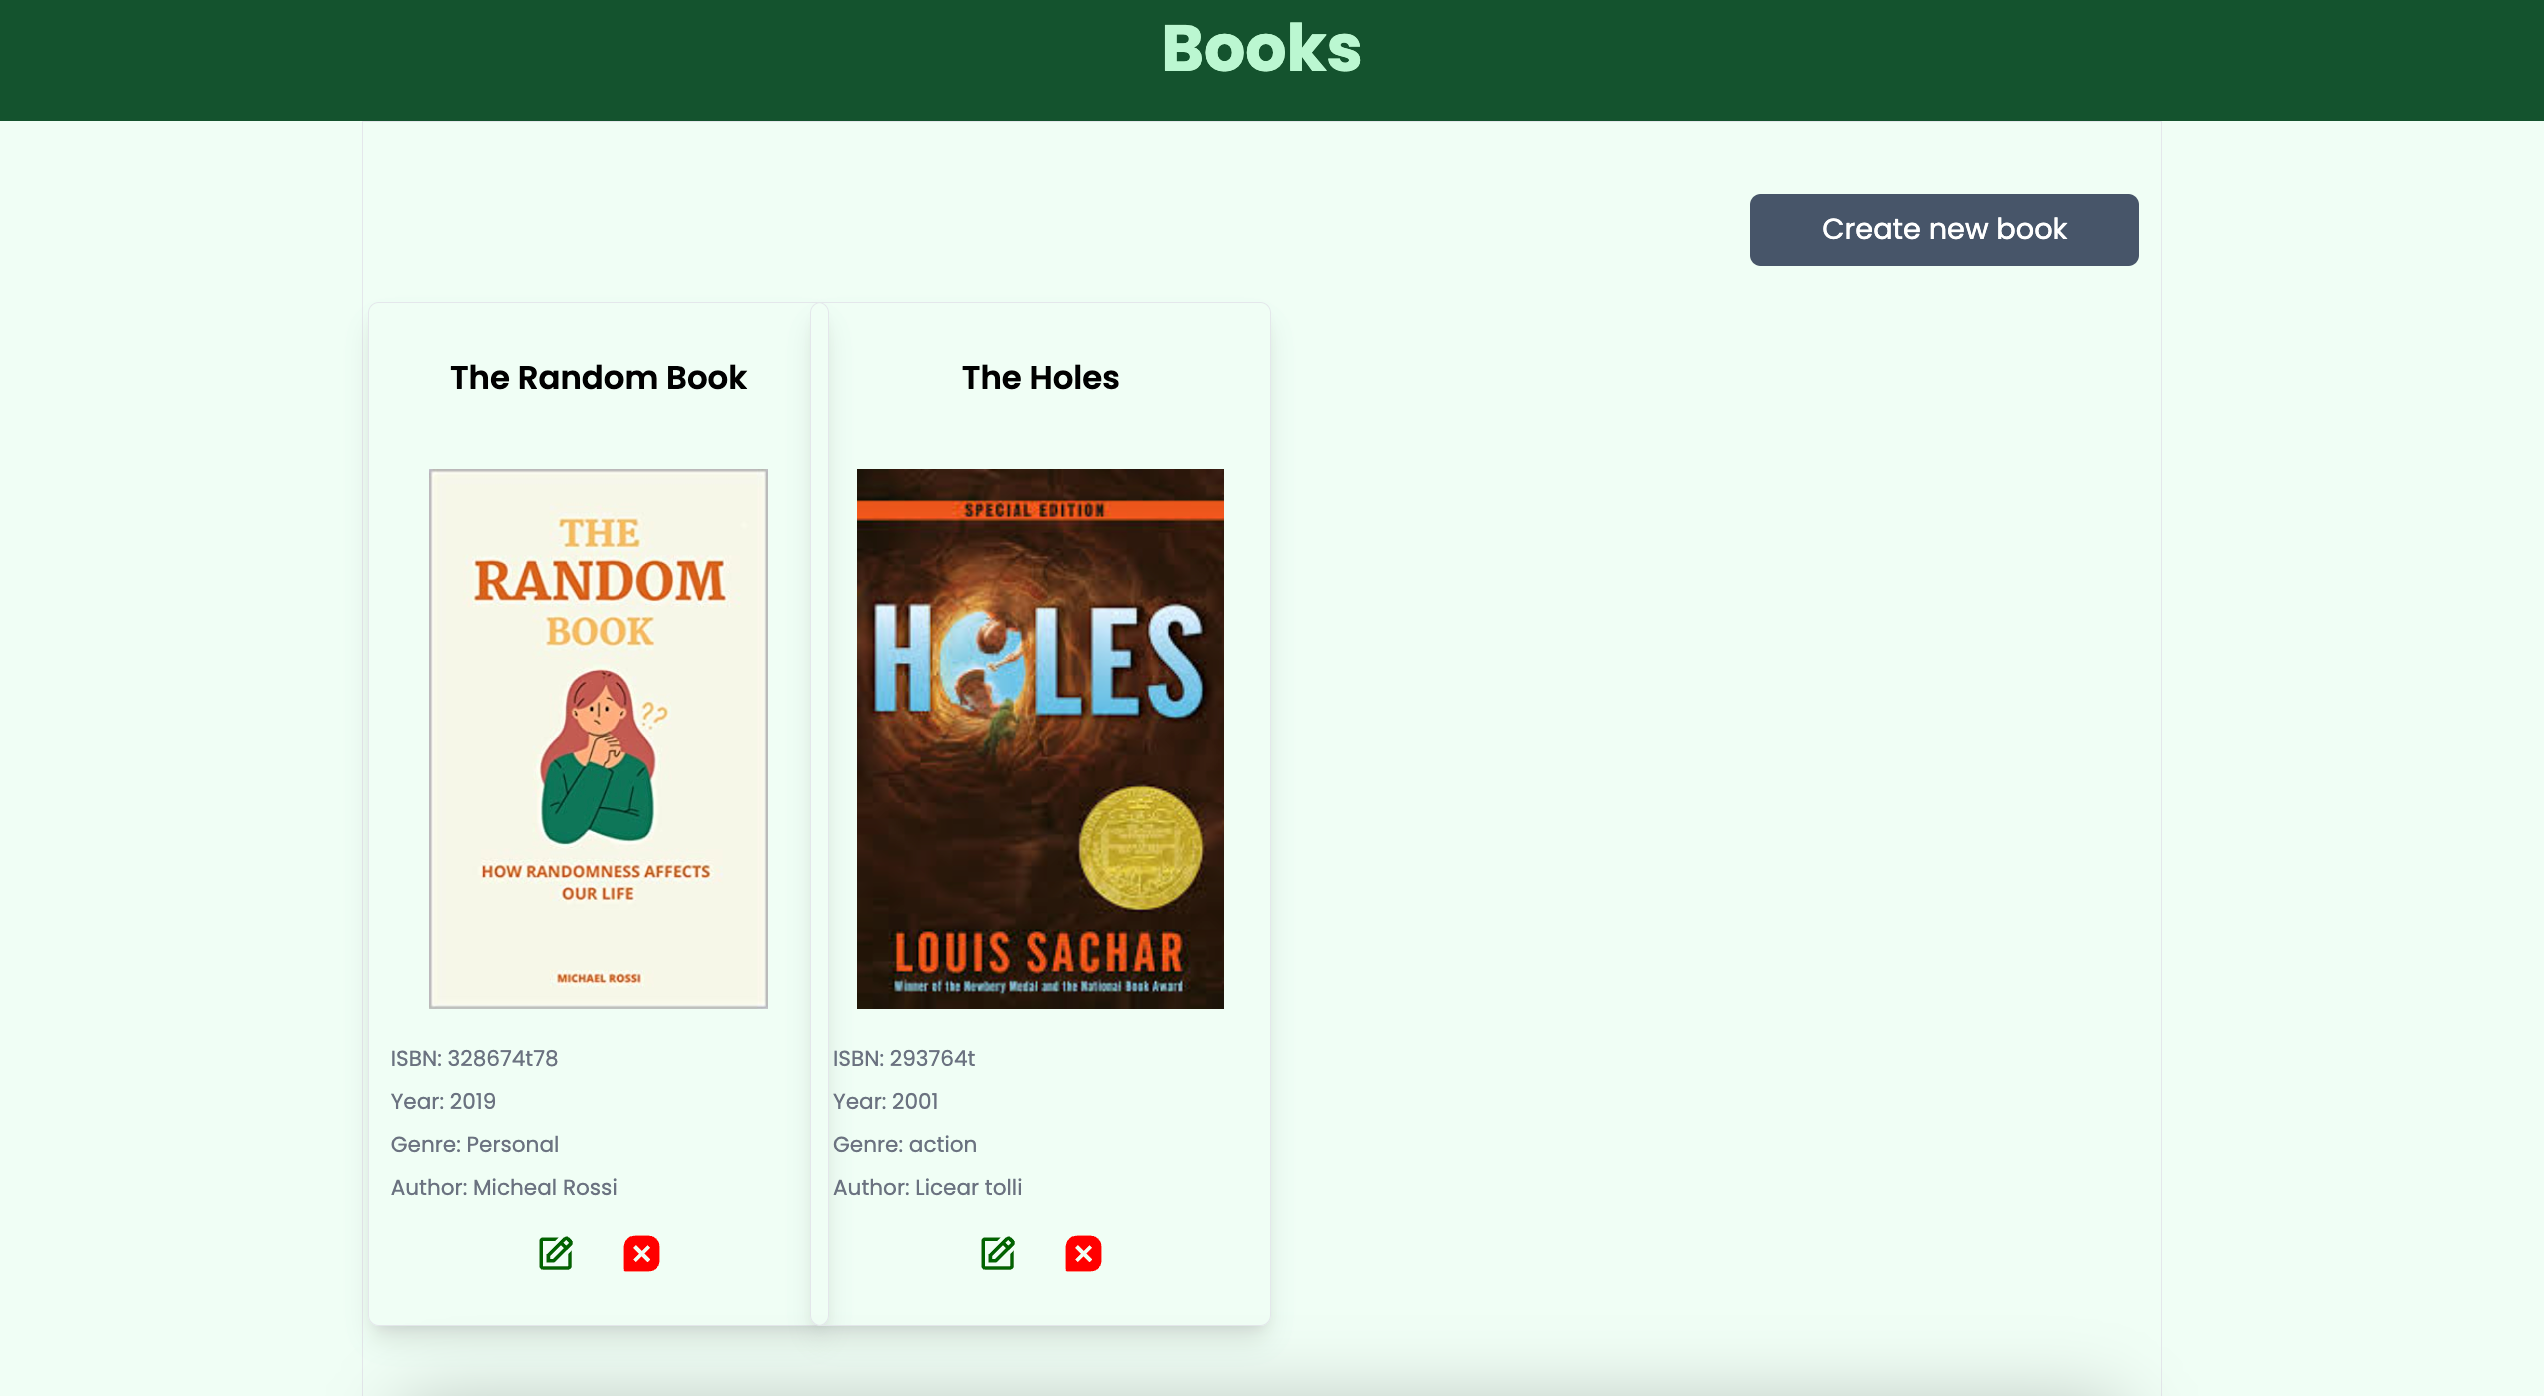 Books
Create new book
The Random Book
THE
RANDOM
BOOK
??
HOW RANDOMNESS AFFECTS
OUR LIFE
MICHAEL ROSSI
ISBN: 328674t78
Year: 2019
Genre: Personal
Author: Micheal Rossi
The Holes
SPECIAL EDITION
HOLES
LOUIS SACHAR
Winner of the Newbery Medal and the National Book Award
ISBN: 293764t
Year: 2001
Genre: action
Author: Licear tolli